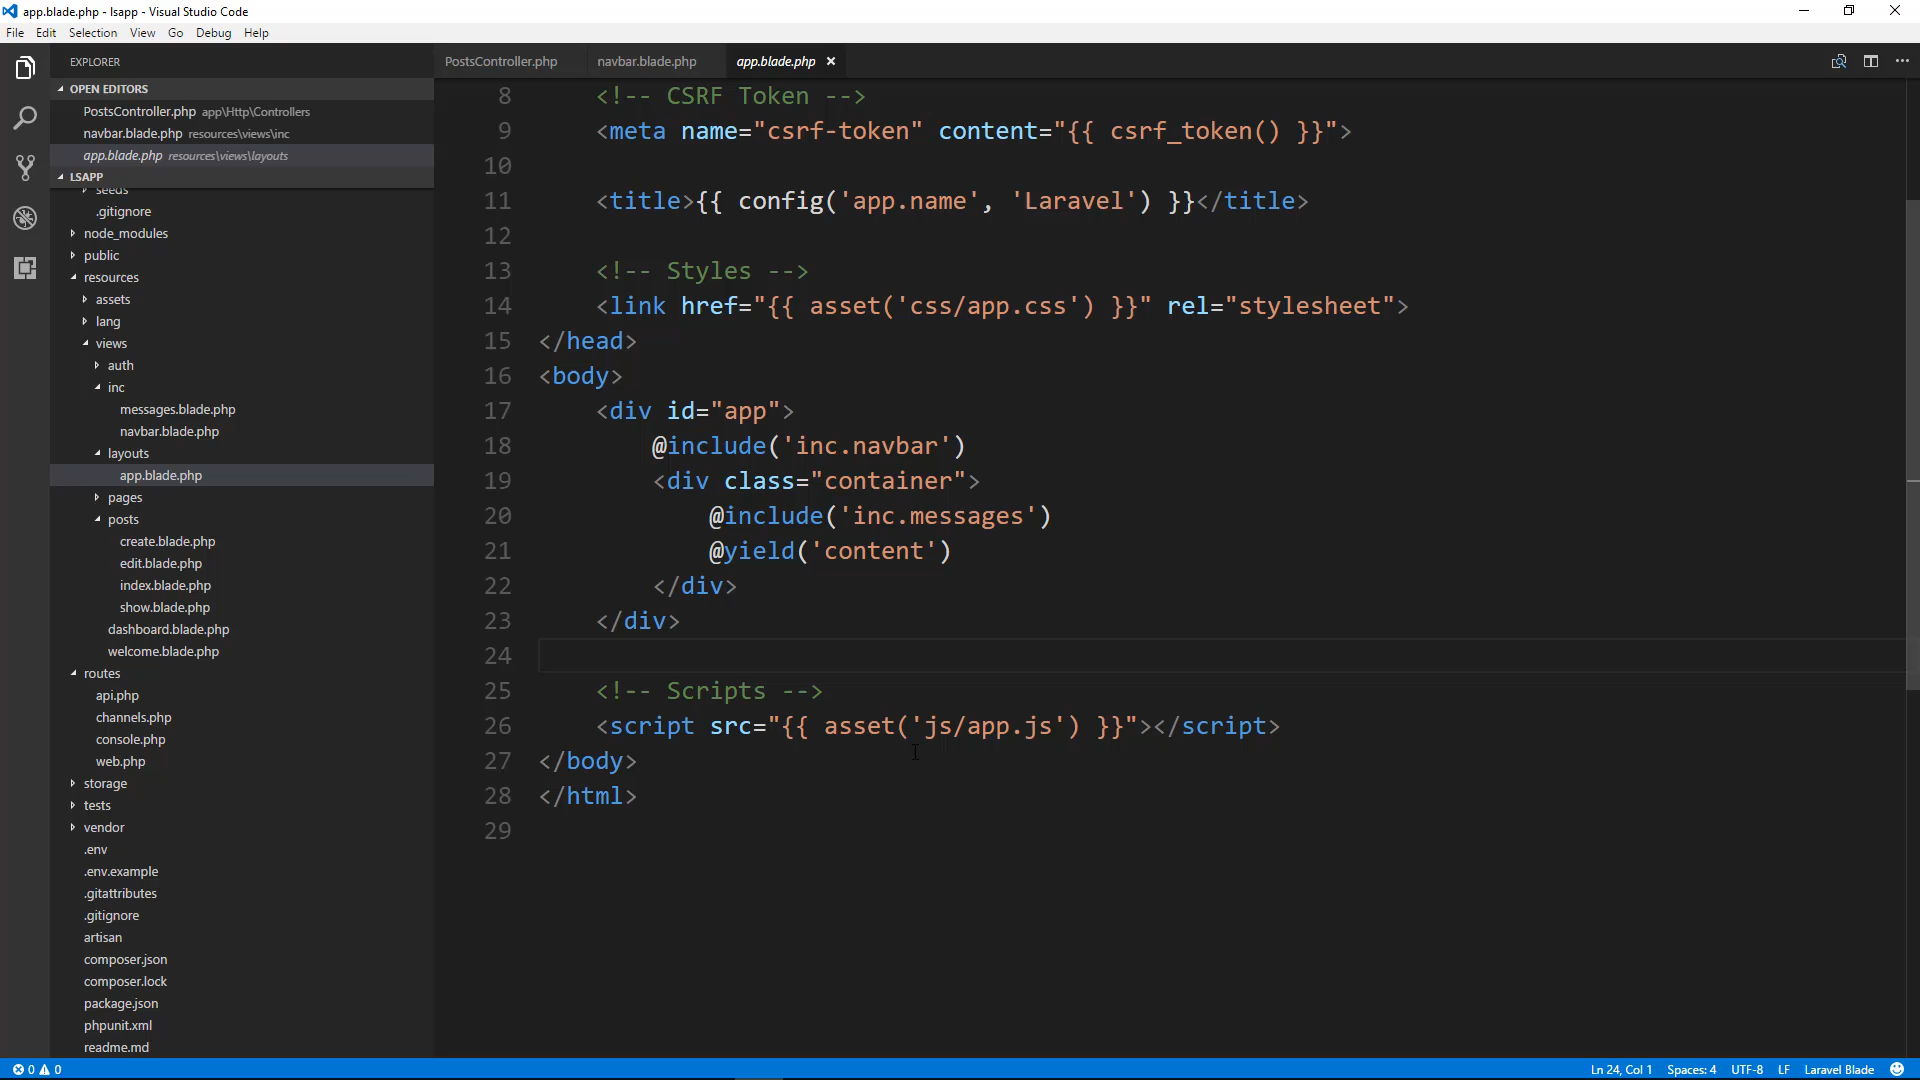 app.blade.php - lsapp - Visual Studio Code
File Edit Selection View Go Debug Help
EXPLORER
OPEN EDITORS
PostsController.php app\Http\Controllers
navbar.blade.php resources\views\inc
app.blade.php resources\views\layouts
LSAPP
seeds
.gitignore
node_modules
public
resources
assets
lang
views
auth
inc
messages.blade.php
navbar.blade.php
layouts
app.blade.php
pages
posts
create.blade.php
edit.blade.php
index.blade.php
show.blade.php
dashboard.blade.php
welcome.blade.php
routes
api.php
channels.php
console.php
web.php
storage
tests
vendor
.env
.env.example
.gitattributes
.gitignore
artisan
composer.json
composer.lock
package.json
phpunit.xml
readme.md
PostsController.php navbar.blade.php app.blade.php
8 <!-- CSRF Token -->
9 <meta name="csrf-token" content="{{ csrf_token() }}">
10
11 <title>{{ config('app.name', 'Laravel') }}</title>
12
13 <!-- Styles -->
14 <link href="{{ asset('css/app.css') }}" rel="stylesheet">
15 </head>
16 <body>
17 <div id="app">
18 @include('inc.navbar')
19 <div class="container">
20 @include('inc.messages')
21 @yield('content')
22 </div>
23 </div>
24
25 <!-- Scripts -->
26 <script src="{{ asset('js/app.js') }}"></script>
27 </body>
28 </html>
29
0 0 Ln 24, Col 1 Spaces: 4 UTF-8 LF Laravel Blade